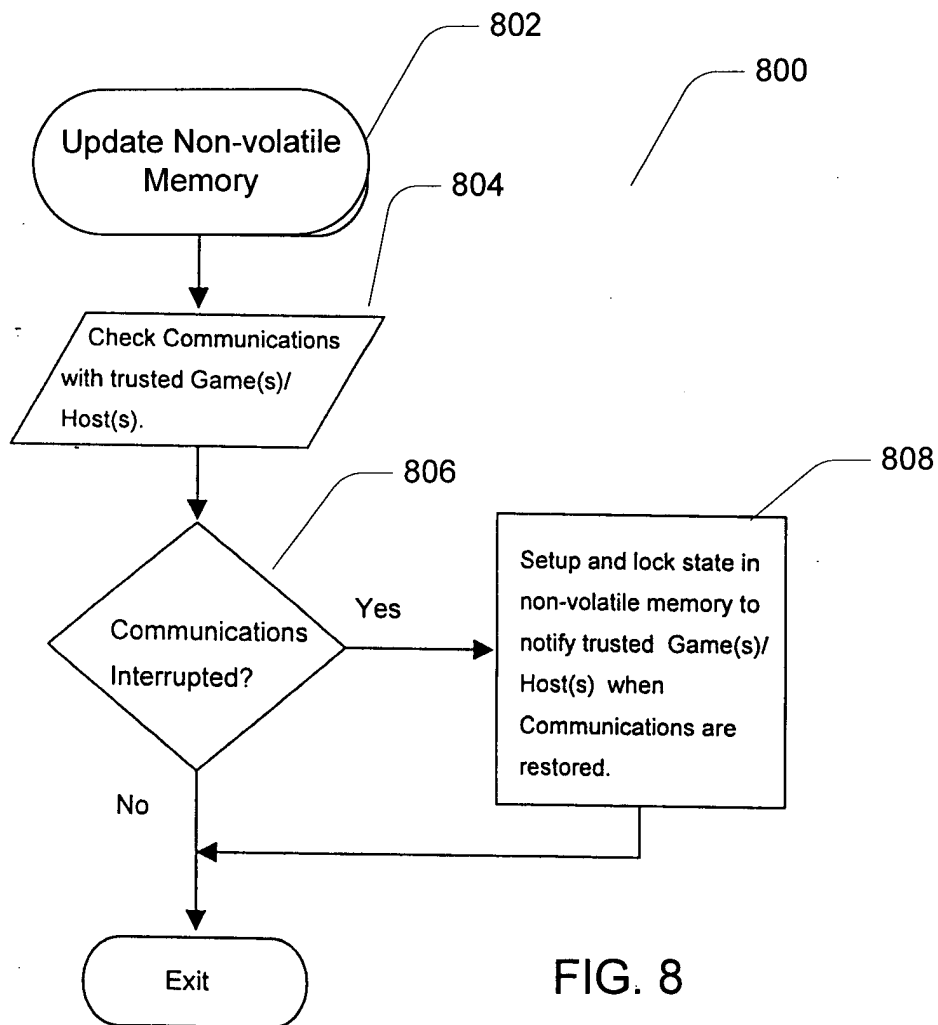 802
800
Update Non-volatile
Memory
804
Check Communications
with trusted Game(s)/
Host(s).
806
808
Communications
Interrupted?
Yes
Setup and lock state in
non-volatile memory to
notify trusted Game(s)/
Host(s) when
Communications are
restored.
No
Exit
FIG. 8